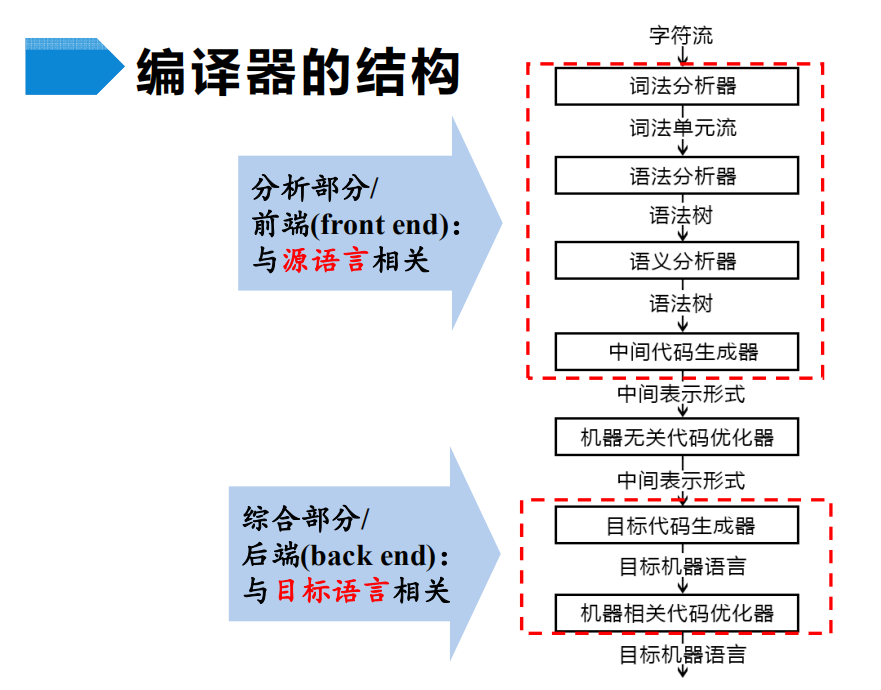 编译器的结构
分析部分/
前端(front end)：
与源语言相关
综合部分/
后端(back end)：
与目标语言相关
字符流
词法分析器
词法单元流
语法分析器
语法树
语义分析器
语法树
中间代码生成器
中间表示形式
机器无关代码优化器
中间表示形式
目标代码生成器
目标机器语言
机器相关代码优化器
目标机器语言